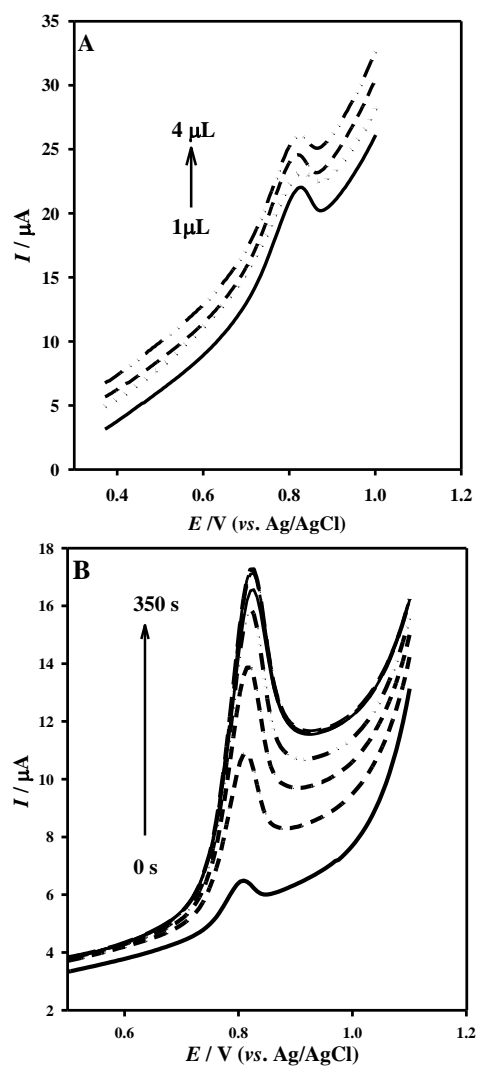 A
35
30
25
20
15
10
5
0
4 µL
1µL
I / µA
0.4 0.6 0.8 1.0 1.2
E /V (vs. Ag/AgCl)
B
18
16
14
12
10
8
6
4
2
350 s
0 s
I / µA
0.6 0.8 1.0 1.2
E / V (vs. Ag/AgCl)